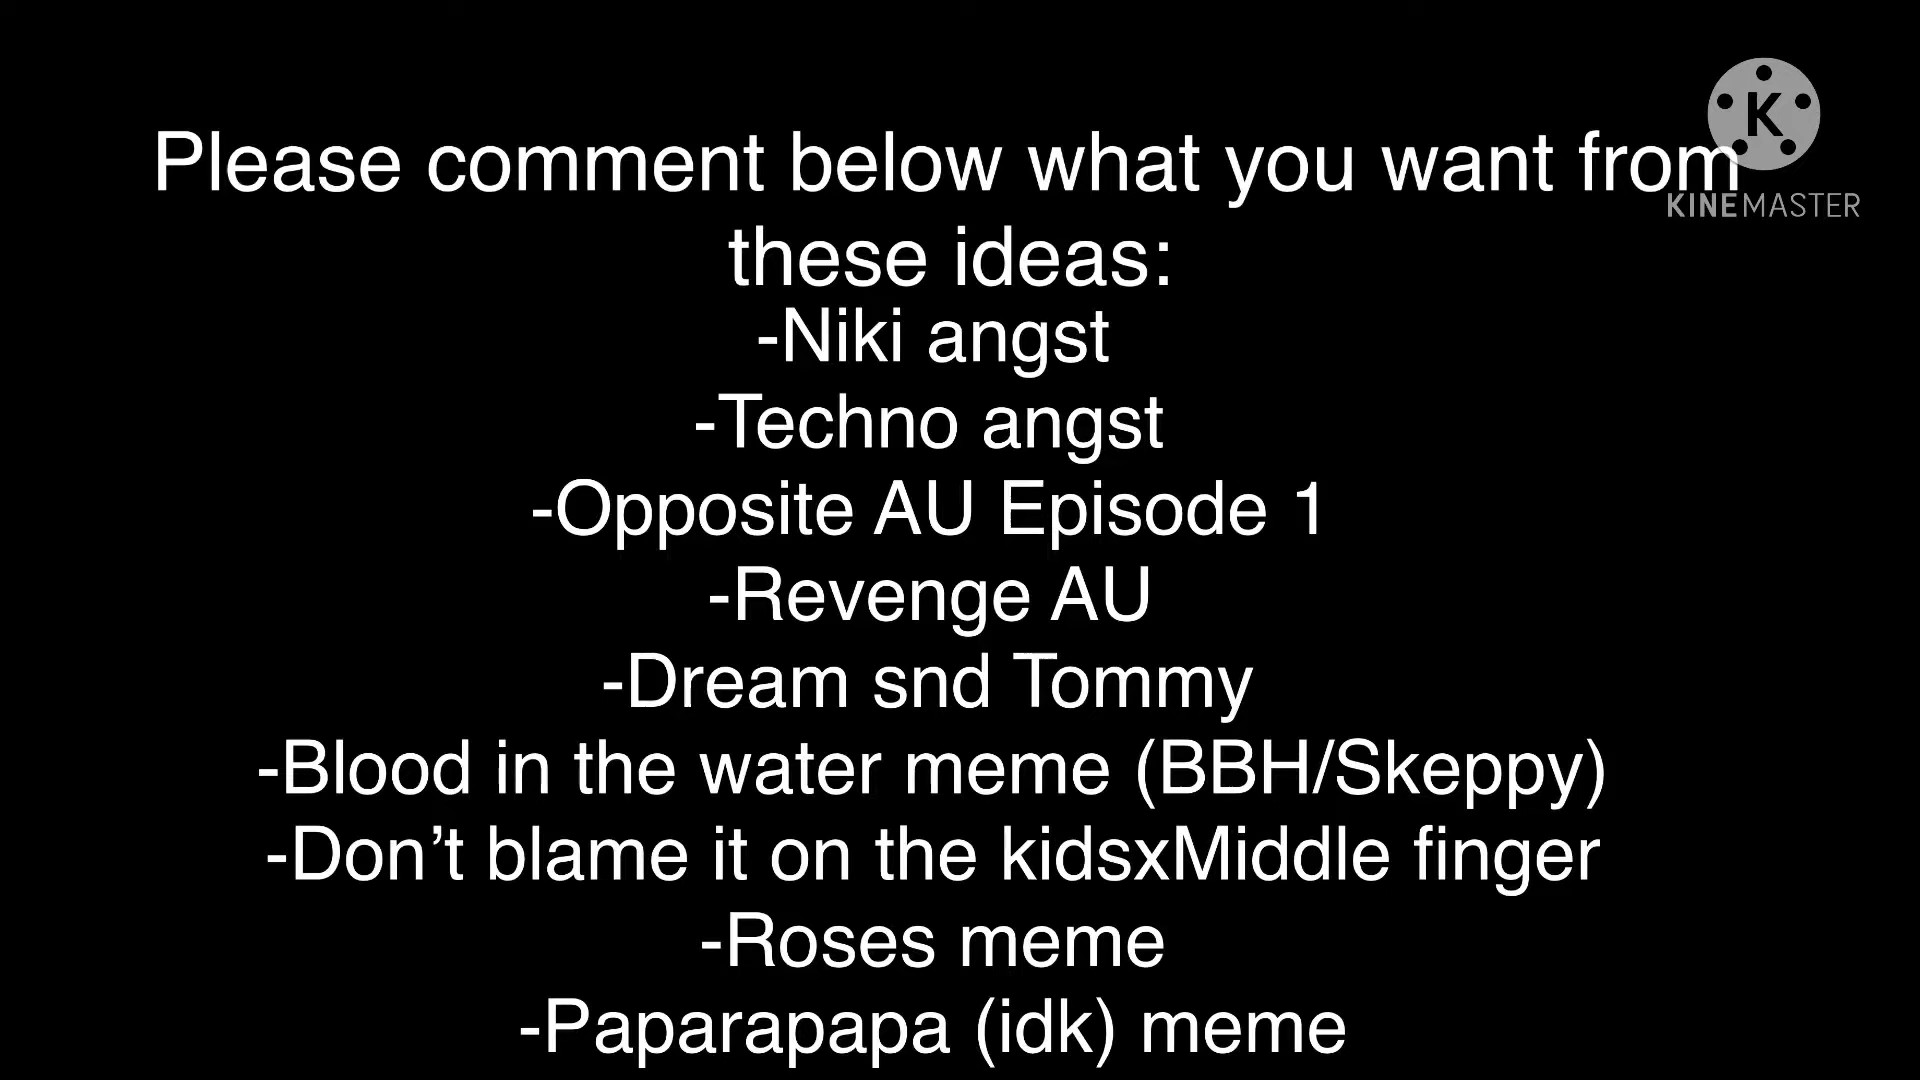 Please comment below what you want from
these ideas:
-Niki angst
-Techno angst
-Opposite AU Episode 1
-Revenge AU
-Dream snd Tommy
-Blood in the water meme (BBH/Skeppy)
-Don’t blame it on the kidsxMiddle finger
-Roses meme
-Paparapapa (idk) meme
K
KINEMASTER